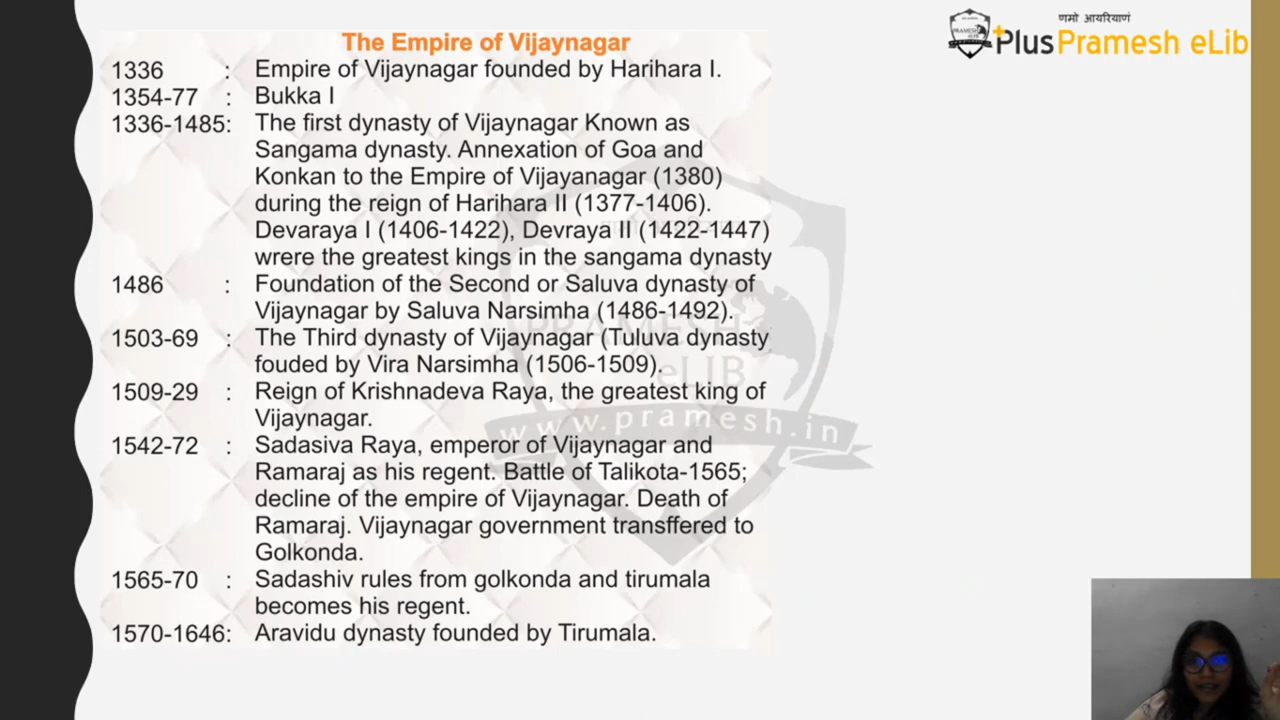 णमो आयरियाणं
PRAMESH
eLIB
+Plus Pramesh eLib
The Empire of Vijaynagar
1336 : Empire of Vijaynagar founded by Harihara I.
1354-77 : Bukka I
1336-1485: The first dynasty of Vijaynagar Known as
Sangama dynasty. Annexation of Goa and
Konkan to the Empire of Vijayanagar (1380)
during the reign of Harihara II (1377-1406).
Devaraya I (1406-1422), Devraya II (1422-1447)
wrere the greatest kings in the sangama dynasty
1486 : Foundation of the Second or Saluva dynasty of
Vijaynagar by Saluva Narsimha (1486-1492).
1503-69 : The Third dynasty of Vijaynagar (Tuluva dynasty
fouded by Vira Narsimha (1506-1509).
1509-29 : Reign of Krishnadeva Raya, the greatest king of
Vijaynagar.
1542-72 : Sadasiva Raya, emperor of Vijaynagar and
Ramaraj as his regent. Battle of Talikota-1565;
decline of the empire of Vijaynagar. Death of
Ramaraj. Vijaynagar government transffered to
Golkonda.
1565-70 : Sadashiv rules from golkonda and tirumala
becomes his regent.
1570-1646: Aravidu dynasty founded by Tirumala.
PRAMESH
eLIB
www.pramesh.in